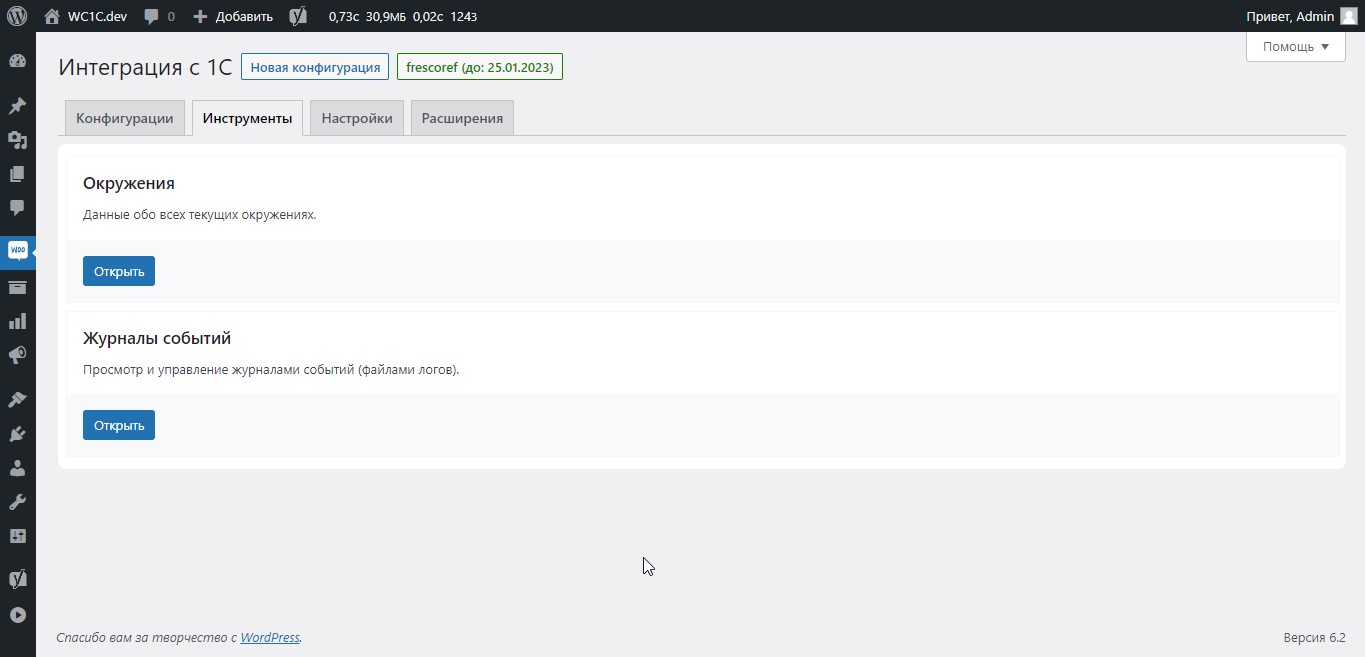 WC1C.dev 0 Добавить 0,73с 30,9МБ 0,02с 1243 Привет, Admin
Помощь
Интеграция с 1С Новая конфигурация frescoref (до: 25.01.2023)
Конфигурации Инструменты Настройки Расширения
Окружения
Данные обо всех текущих окружениях.
Открыть
Woo
Журналы событий
Просмотр и управление журналами событий (файлами логов).
Открыть
Спасибо вам за творчество с WordPress.
Версия 6.2